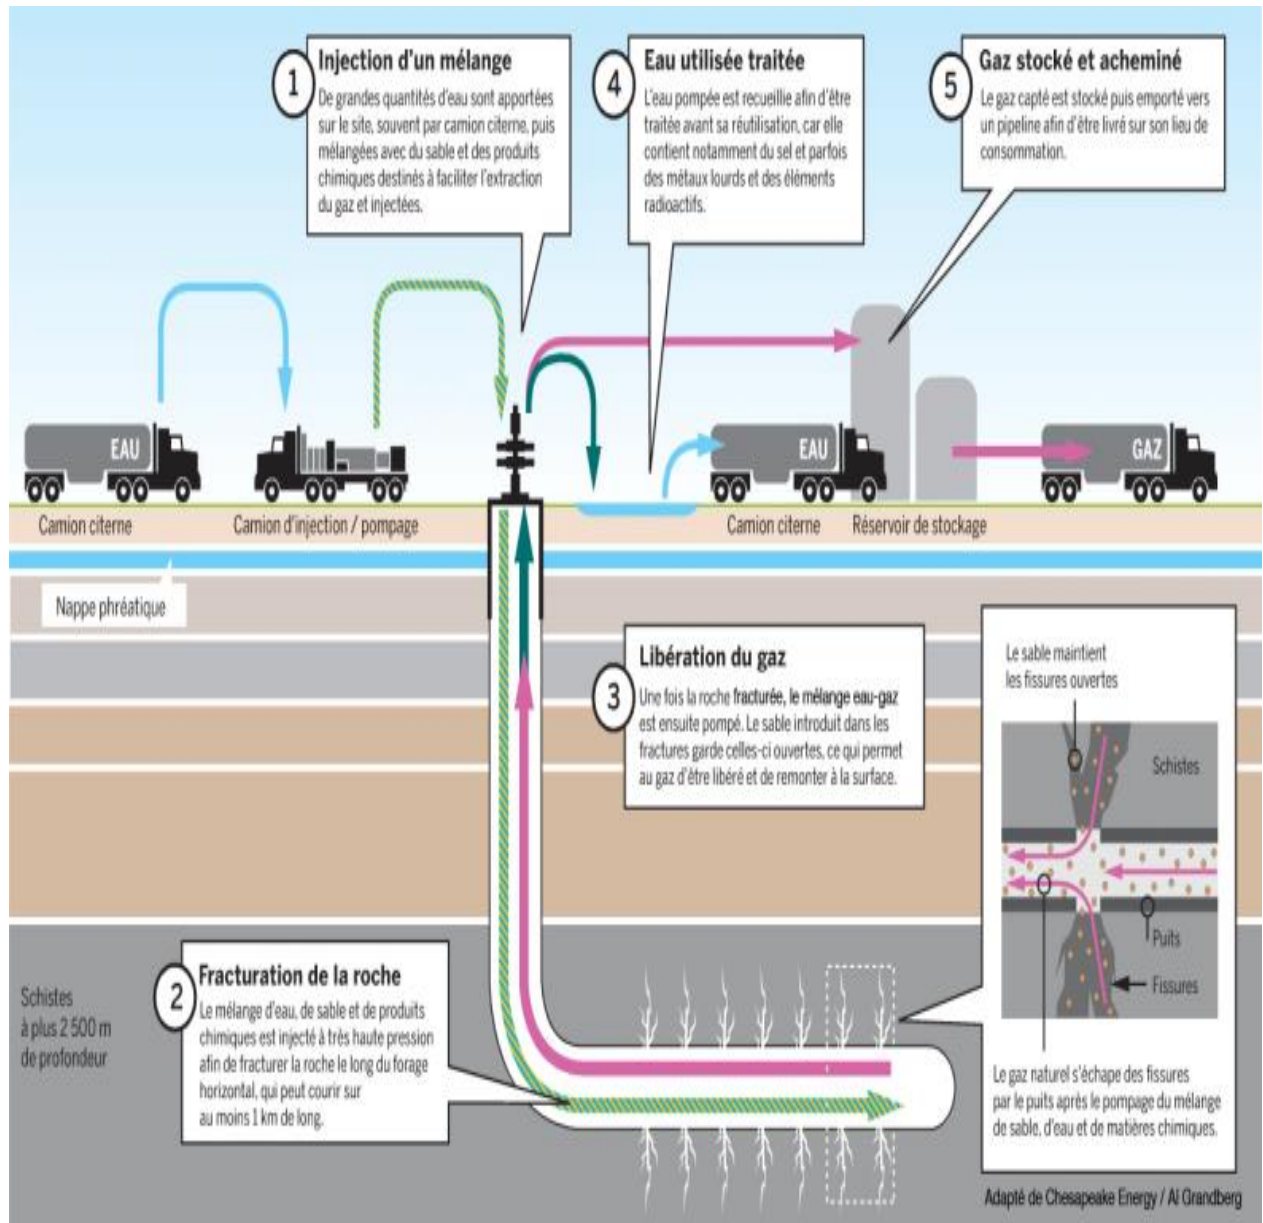 1
Injection d'un mélange
De grandes quantités d'eau sont apportées
sur le site, souvent par camion citerne, puis
mélangées avec du sable et des produits
chimiques destinés à faciliter l'extraction
du gaz et injectées.
4
Eau utilisée traitée
L'eau pompée est recueillie afin d'être
traitée avant sa réutilisation, car elle
contient notamment du sel et parfois
des métaux lourds et des éléments
radioactifs.
5
Gaz stocké et acheminé
Le gaz capté est stocké puis emporté vers
un pipeline afin d'être livré sur son lieu de
consommation.
EAU
EAU
GAZ
Camion citerne
Camion d'injection / pompage
Camion citerne
Réservoir de stockage
Nappe phréatique
3
Libération du gaz
Une fois la roche fracturée, le mélange eau-gaz
est ensuite pompé. Le sable introduit dans les
fractures garde celles-ci ouvertes, ce qui permet
au gaz d'être libéré et de remonter à la surface.
Le sable maintient
les fissures ouvertes
Schistes
Puits
Fissures
Le gaz naturel s'échappe des fissures
par le puits après le pompage du mélange
de sable, d'eau et de matières chimiques.
2
Fracturation de la roche
Le mélange d'eau, de sable et de produits
chimiques est injecté à très haute pression
afin de fracturer la roche le long du forage
horizontal, qui peut courir sur
au moins 1 km de long.
Schistes
à plus 2 500 m
de profondeur
Adapté de Chesapeake Energy / Al Grandberg